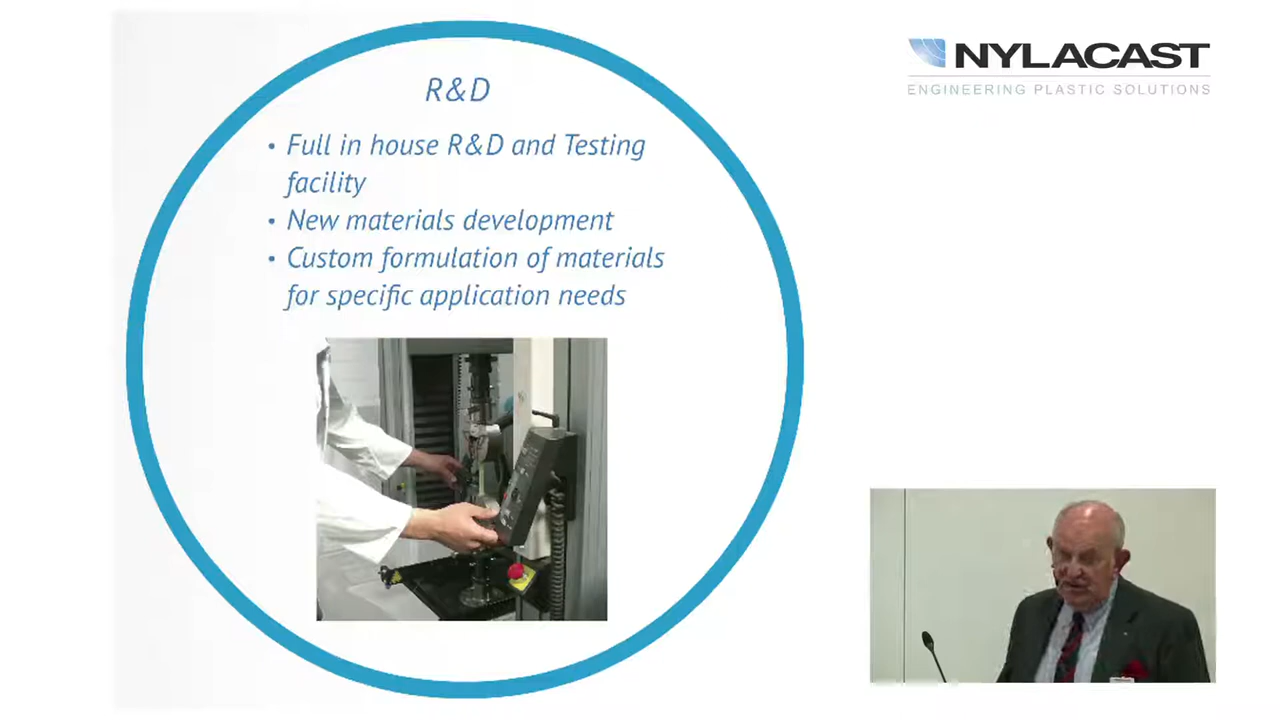 R&D
• Full in house R&D and Testing
facility
• New materials development
• Custom formulation of materials
for specific application needs
NYLACAST
ENGINEERING PLASTIC SOLUTIONS